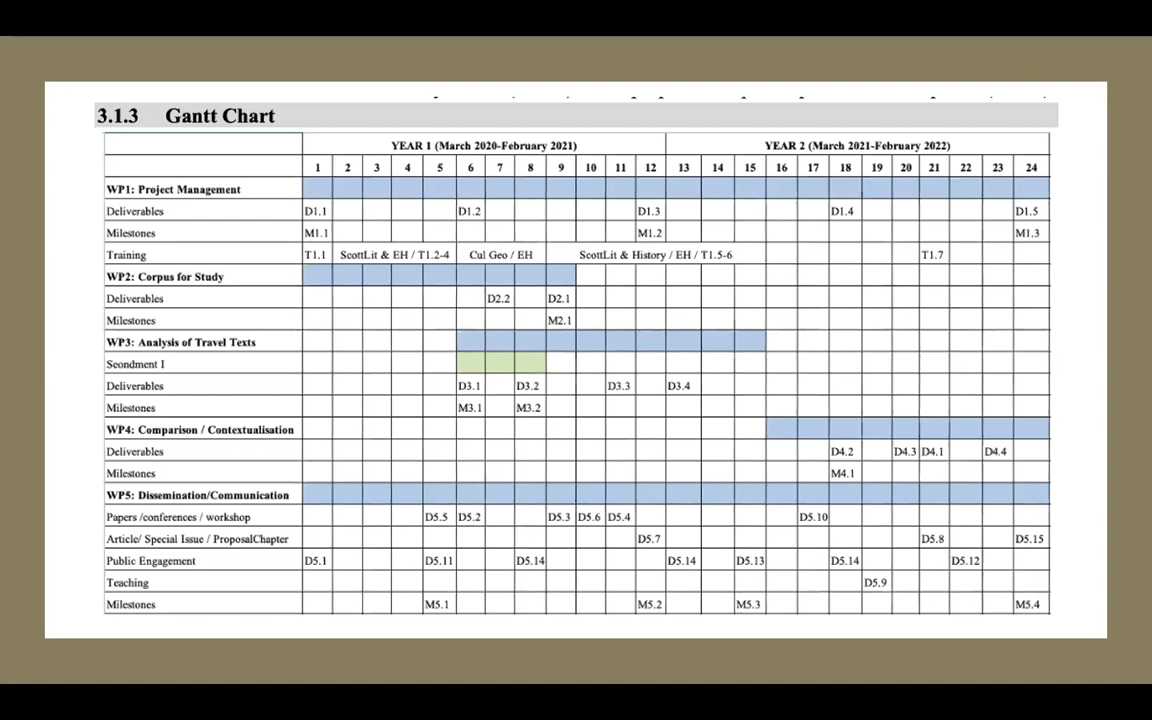 3.1.3 Gantt Chart
YEAR 1 (March 2020-February 2021) YEAR 2 (March 2021-February 2022)
1 2 3 4 5 6 7 8 9 10 11 12 13 14 15 16 17 18 19 20 21 22 23 24
WP1: Project Management
Deliverables D1.1 D1.2 D1.3 D1.4 D1.5
Milestones M1.1 M1.2 M1.3
Training T1.1 ScottLit & EH / T1.2-4 Cul Geo / EH ScottLit & History / EH / T1.5-6 T1.7
WP2: Corpus for Study
Deliverables D2.2 D2.1
Milestones M2.1
WP3: Analysis of Travel Texts
Seondment I
Deliverables D3.1 D3.2 D3.3 D3.4
Milestones M3.1 M3.2
WP4: Comparison / Contextualisation
Deliverables D4.2 D4.3 D4.1 D4.4
Milestones M4.1
WP5: Dissemination/Communication
Papers /conferences / workshop D5.5 D5.2 D5.3 D5.6 D5.4 D5.10
Article/ Special Issue / ProposalChapter D5.7 D5.8 D5.15
Public Engagement D5.1 D5.11 D5.14 D5.14 D5.13 D5.14 D5.12
Teaching D5.9
Milestones M5.1 M5.2 M5.3 M5.4